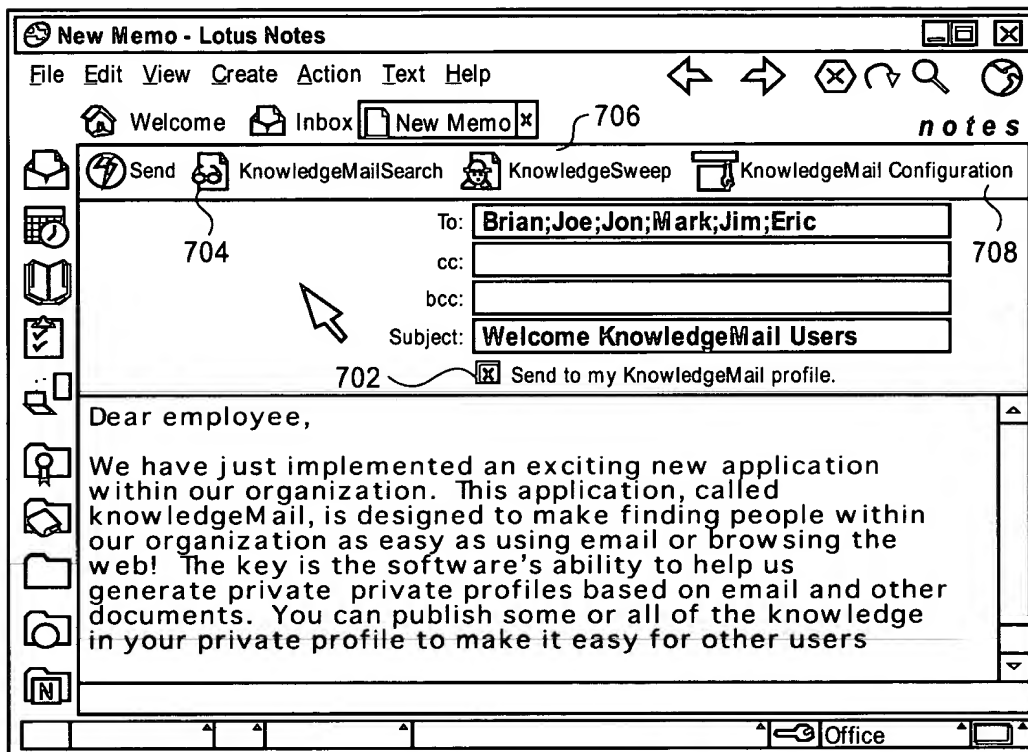 New Memo - Lotus Notes
File Edit View Create Action Text Help
Welcome Inbox New Memo x 706 notes
Send KnowledgeMailSearch KnowledgeSweep KnowledgeMail Configuration
704 To: Brian;Joe;Jon;Mark;Jim;Eric 708
cc:
bcc:
Subject: Welcome KnowledgeMail Users
702 X Send to my KnowledgeMail profile.
Dear employee,
We have just implemented an exciting new application
within our organization. This application, called
knowledgeMail, is designed to make finding people within
our organization as easy as using email or browsing the
web! The key is the software's ability to help us
generate private private profiles based on email and other
documents. You can publish some or all of the knowledge
in your private profile to make it easy for other users
N
Office